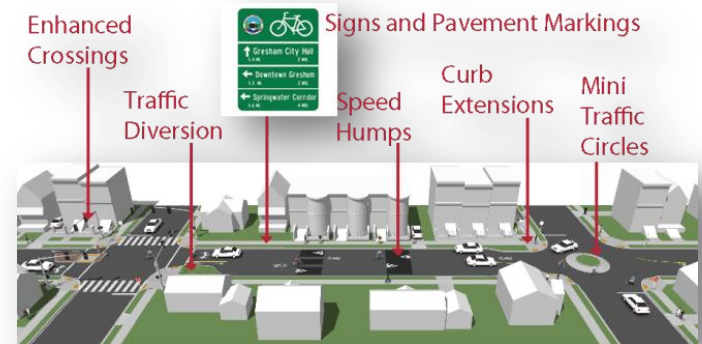 Enhanced
Crossings
Traffic
Diversion
Signs and Pavement Markings
Gresham City Hall
Downtown Gresham
Springwater Corridor
Speed
Humps
Curb
Extensions
Mini
Traffic
Circles